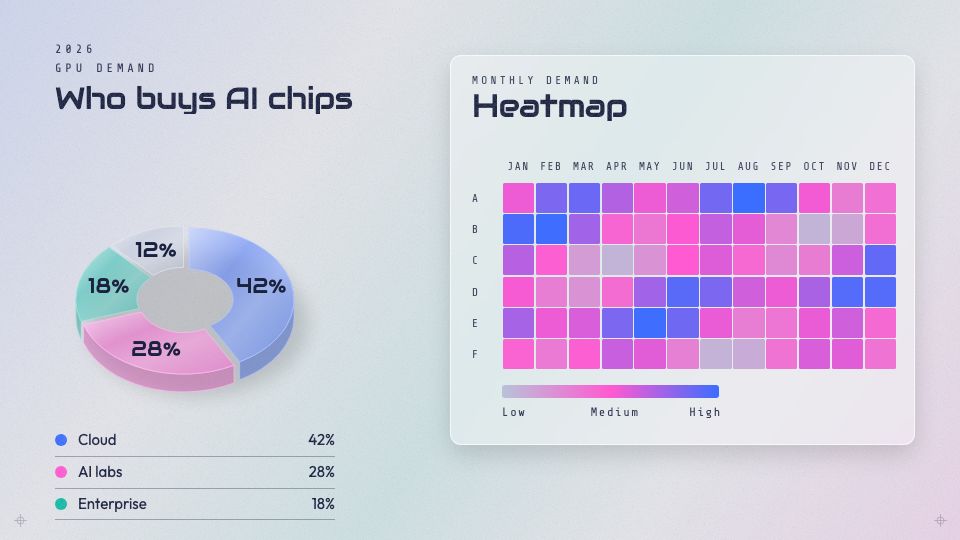 2026
GPU DEMAND
Who buys AI chips
12%
18%
42%
28%
Cloud 42%
AI labs 28%
Enterprise 18%
MONTHLY DEMAND
Heatmap
JAN FEB MAR APR MAY JUN JUL AUG SEP OCT NOV DEC
A
B
C
D
E
F
Low Medium High